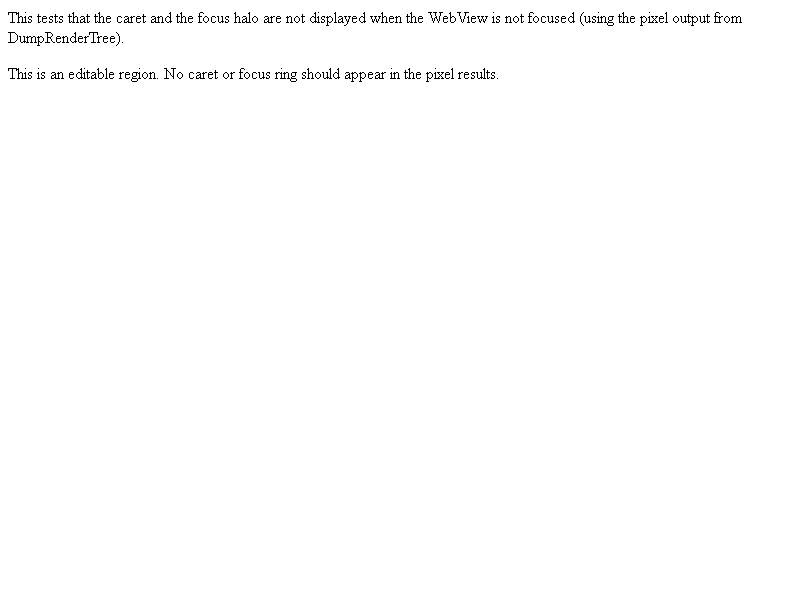 This tests that the caret and the focus halo are not displayed when the WebView is not focused (using the pixel output from
DumpRenderTree).
This is an editable region. No caret or focus ring should appear in the pixel results.